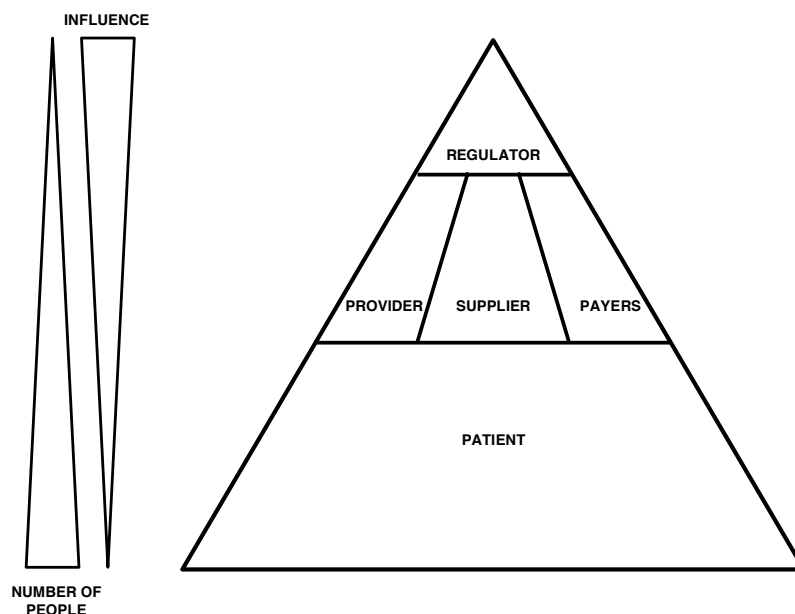 INFLUENCE
REGULATOR
PROVIDER
SUPPLIER
PAYERS
PATIENT
NUMBER OF
PEOPLE